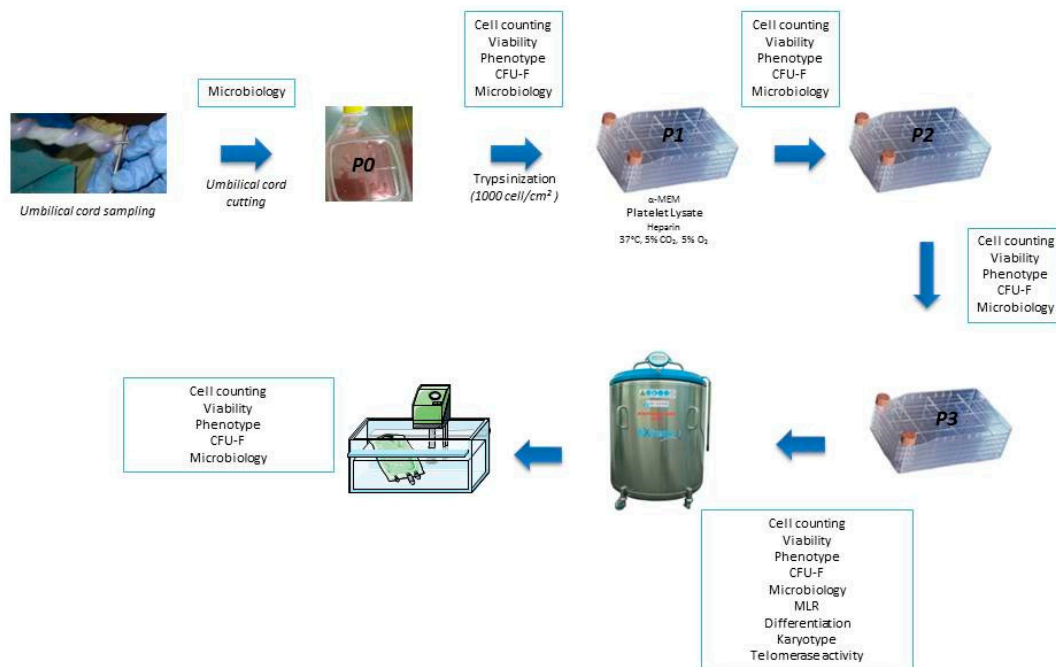 Cell counting
Viability
Phenotype
CFU-F
Microbiology
Cell counting
Viability
Phenotype
CFU-F
Microbiology
Microbiology
P0
P1
P2
Umbilical cord sampling
Umbilical cord
cutting
Trypsinization
(1000 cell/cm²)
α-MEM
Platelet Lysate
Heparin
37°C, 5% CO₂, 5% O₂
Cell counting
Viability
Phenotype
CFU-F
Microbiology
Cell counting
Viability
Phenotype
CFU-F
Microbiology
P3
Cell counting
Viability
Phenotype
CFU-F
Microbiology
MLR
Differentiation
Karyotype
Telomerase activity